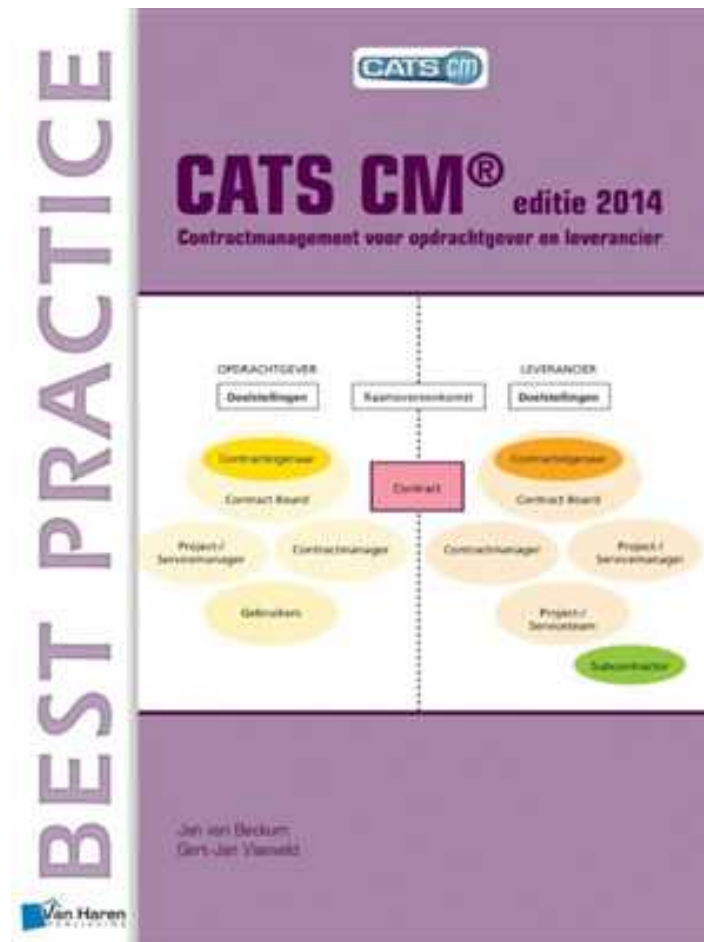 BEST PRACTICE
CATS cm
CATS CM® editie 2014
Contractmanagement voor opdrachtgever en leverancier
OPDRACHTGEVER
LEVERANCIER
Doelstellingen
Raamovereenkomst
Doelstellingen
Contracteigenaar
Contracteigenaar
Contract
Contract Board
Contract Board
Project-/
Servicemanager
Contractmanager
Contractmanager
Project-/
Servicemanager
Gebruikers
Project-/
Serviceteam
Subcontractor
Jan van Beckum
Gert-Jan Vlasveld
Van Haren
PUBLISHING